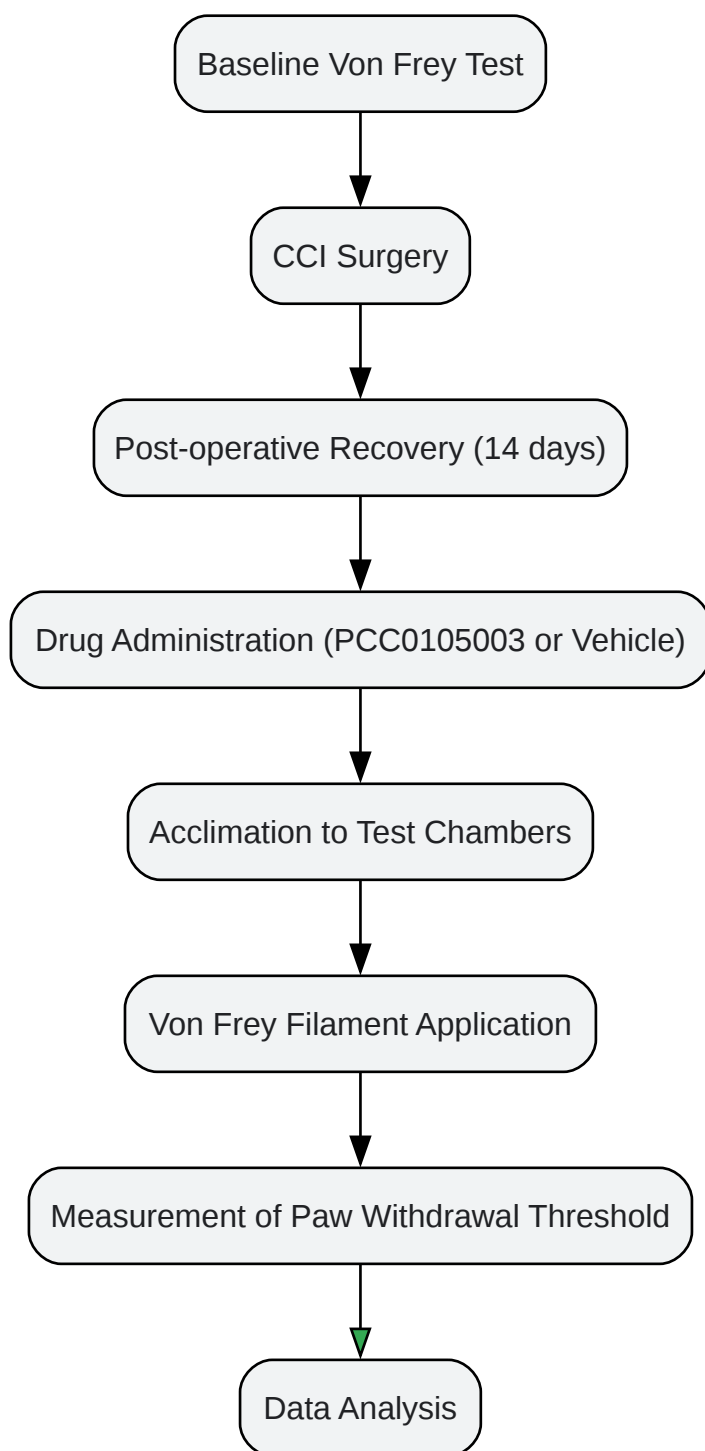 Baseline Von Frey Test
CCI Surgery
Post-operative Recovery (14 days)
Drug Administration (PCC0105003 or Vehicle)
Acclimation to Test Chambers
Von Frey Filament Application
Measurement of Paw Withdrawal Threshold
Data Analysis